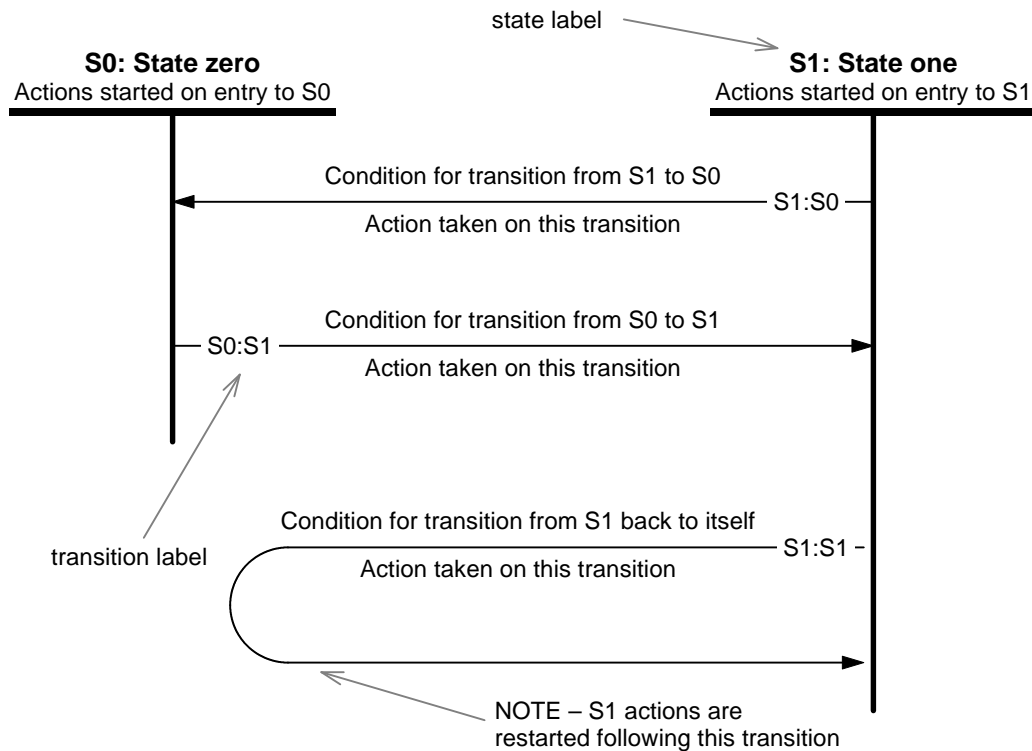 state label
S0: State zero
Actions started on entry to S0
S1: State one
Actions started on entry to S1
Condition for transition from S1 to S0
S1:S0
Action taken on this transition
Condition for transition from S0 to S1
S0:S1
Action taken on this transition
transition label
Condition for transition from S1 back to itself
S1:S1
Action taken on this transition
NOTE – S1 actions are
restarted following this transition